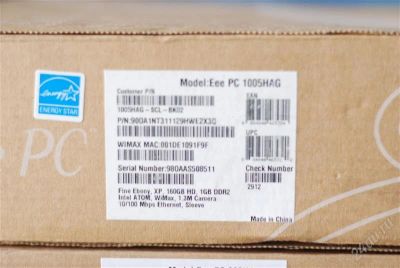 Model:Eee PC 1005HAG
Customer P/N
1005HAG-SCL-BK02
EAN
P/N:90OA1NT311129HWE2X3G
UPC
WIMAX MAC:001DE1091F9F
Serial Number:980AAS508511
Check Number
2912
Fine Ebony, XP, 160GB HD, 1GB DDR2
Intel ATOM, WiMax, 1.3M Camera
10/100 Mbps Ethernet, Sleeve
Made In China
ENERGY STAR
PC